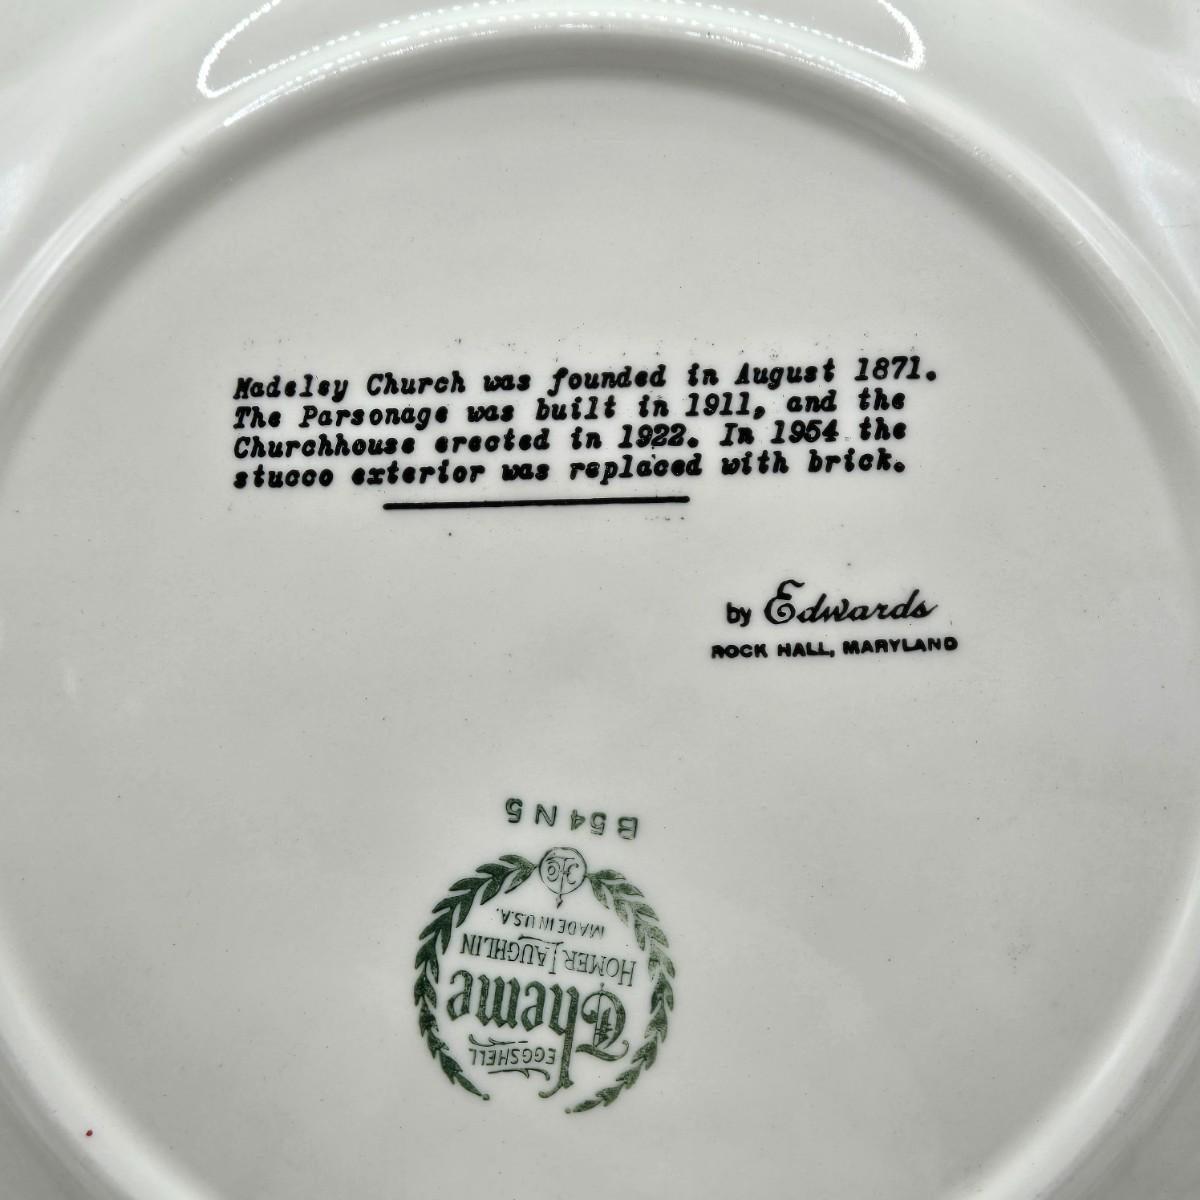 Madeley Church was founded in August 1871.
The Parsonage was built in 1911, and the
Churchhouse erected in 1922. In 1954 the
stucco exterior was replaced with brick.
by Edwards
ROCK HALL, MARYLAND
EGGSHELL
Theme
HOMER LAUGHLIN
MADE IN U.S.A.
B 54 N 5